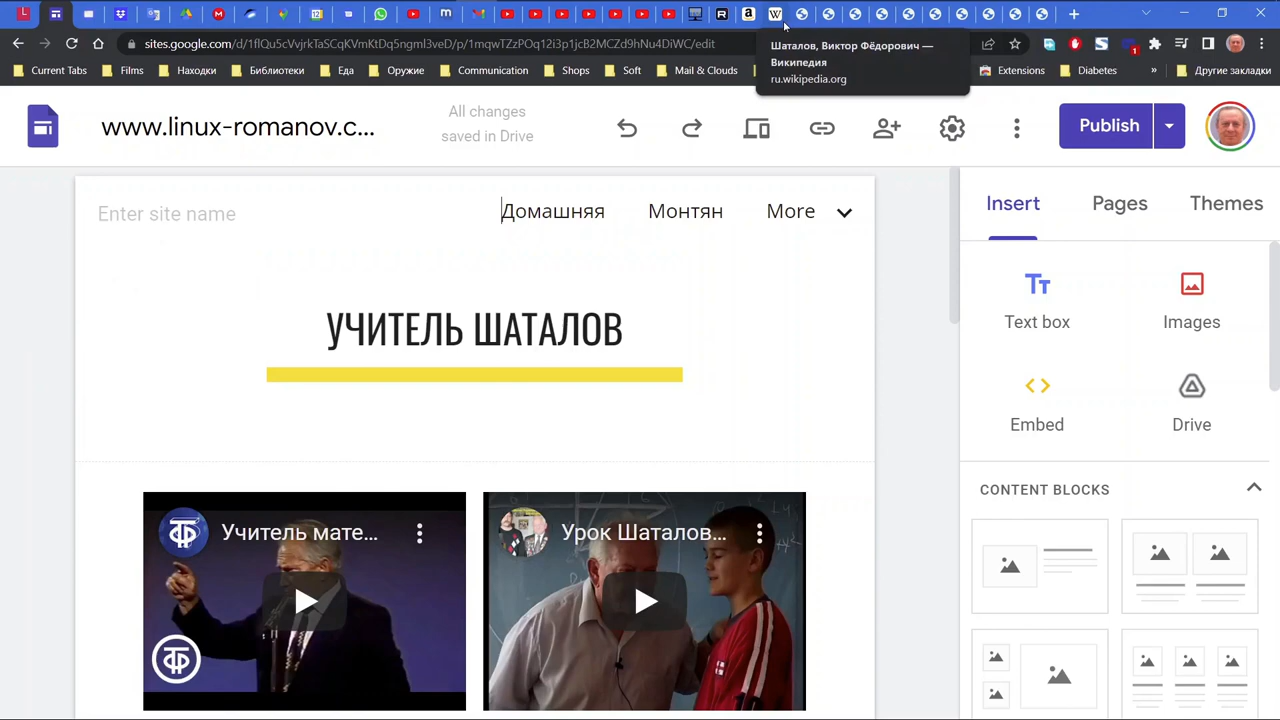 sites.google.com/d/1flQu5cVvjrkTaSCqKVmKtDq5ngml3veD/p/1mqwTZzPOq12i3p1jcB2MCZd9hNu4DiWC/edit
1
Шаталов, Виктор Фёдорович —
Википедия
ru.wikipedia.org
Current Tabs
Films
Находки
Библиотеки
Еда
Оружие
Communication
Shops
Soft
Mail & Clouds
Extensions
Diabetes
»
Другие закладки
www.linux-romanov.c...
All changes
saved in Drive
Publish
Enter site name
Домашняя
Монтян
More
Insert
Pages
Themes
УЧИТЕЛЬ ШАТАЛОВ
Tт
Text box
Images
Embed
Drive
CONTENT BLOCKS
Учитель мате...
Урок Шаталов...